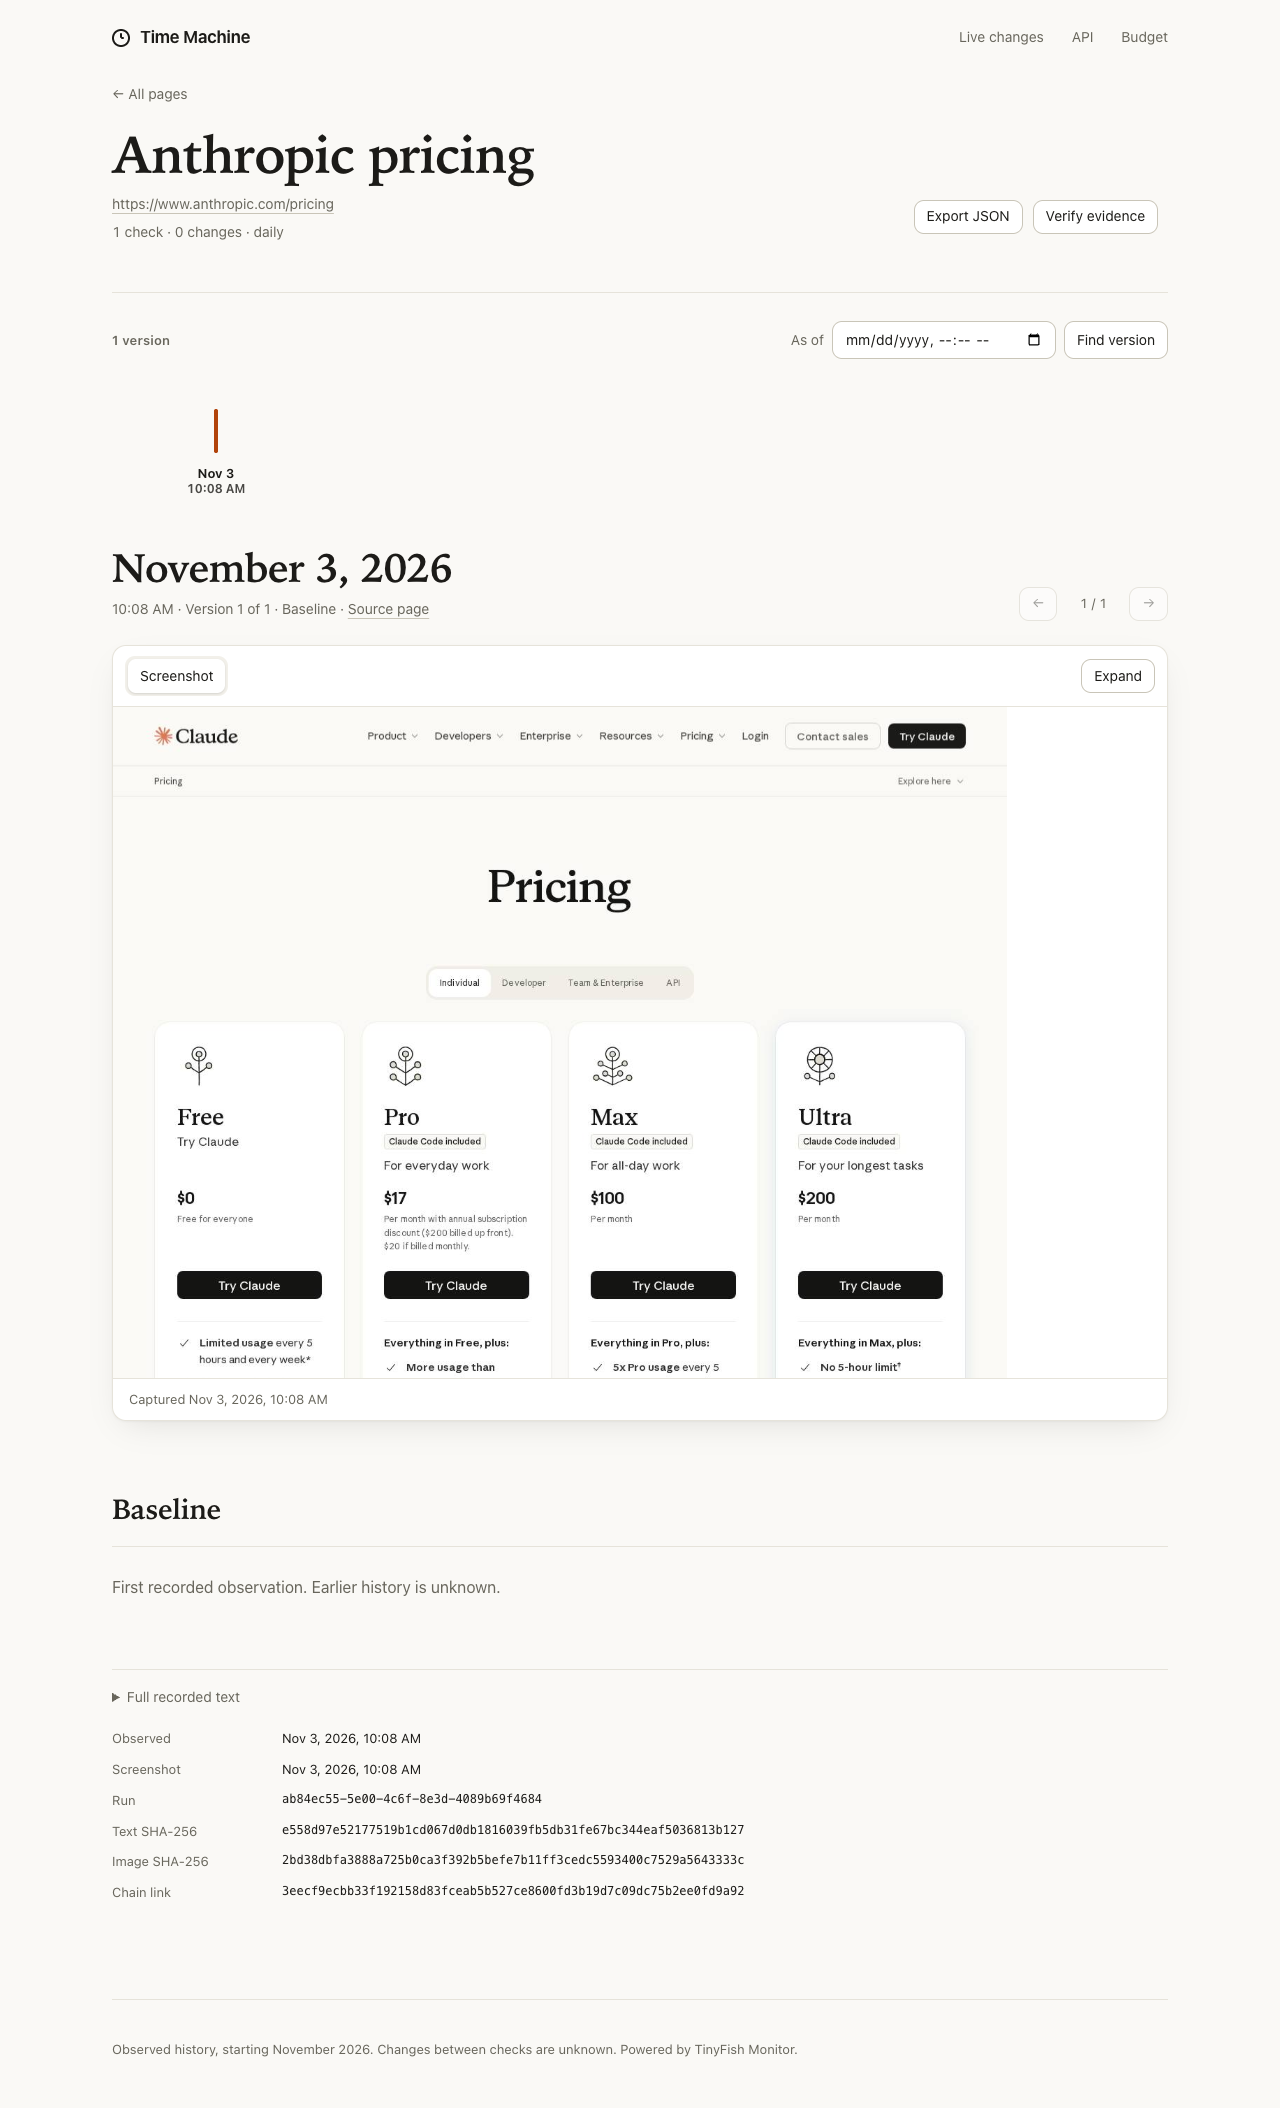 Time Machine
Live changes
API
Budget
← All pages
Anthropic pricing
https://www.anthropic.com/pricing
1 check · 0 changes · daily
Export JSON
Verify evidence
1 version
As of
mm/dd/yyyy, --:-- --
Find version
Nov 3
10:08 AM
November 3, 2026
10:08 AM · Version 1 of 1 · Baseline · Source page
←
1 / 1
→
Screenshot
Expand
Claude
Product
Developers
Enterprise
Resources
Pricing
Login
Contact sales
Try Claude
Pricing
Explore here
Pricing
Individual
Developer
Team & Enterprise
API
Free
Try Claude
$0
Free for everyone
Try Claude
Limited usage every 5
hours and every week*
Pro
Claude Code included
For everyday work
$17
Per month with annual subscription
discount ($200 billed up front).
$20 if billed monthly.
Try Claude
Everything in Free, plus:
More usage than
Max
Claude Code included
For all-day work
$100
Per month
Try Claude
Everything in Pro, plus:
5x Pro usage every 5
Ultra
Claude Code included
For your longest tasks
$200
Per month
Try Claude
Everything in Max, plus:
No 5-hour limit†
Captured Nov 3, 2026, 10:08 AM
Baseline
First recorded observation. Earlier history is unknown.
Full recorded text
Observed Nov 3, 2026, 10:08 AM
Screenshot Nov 3, 2026, 10:08 AM
Run ab84ec55-5e00-4c6f-8e3d-4089b69f4684
Text SHA-256 e558d97e52177519b1cd067d0db1816039fb5db31fe67bc344eaf5036813b127
Image SHA-256 2bd38dbfa3888a725b0ca3f392b5befe7b11ff3cedc5593400c7529a5643333c
Chain link 3eecf9ecbb33f192158d83fceab5b527ce8600fd3b19d7c09dc75b2ee0fd9a92
Observed history, starting November 2026. Changes between checks are unknown. Powered by TinyFish Monitor.